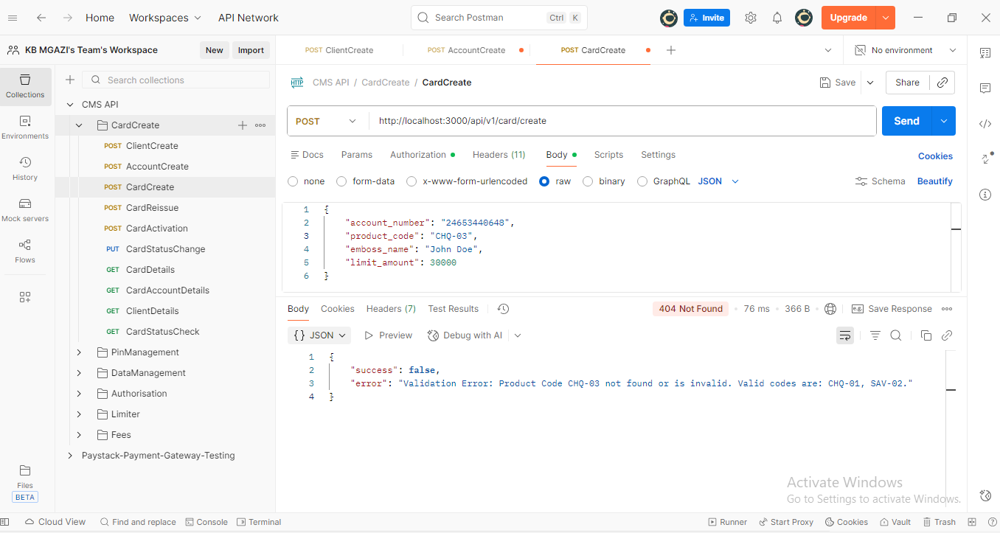 Home Workspaces API Network Search Postman Ctrl K Invite Upgrade
KB MGAZI's Team's Workspace New Import POST ClientCreate POST AccountCreate POST CardCreate No environment
Collections
Environments
History
Mock servers
Flows
Files
BETA
Search collections
CMS API
CardCreate
POST ClientCreate
POST AccountCreate
POST CardCreate
POST CardReissue
POST CardActivation
PUT CardStatusChange
GET CardDetails
GET CardAccountDetails
GET ClientDetails
GET CardStatusCheck
PinManagement
DataManagement
Authorisation
Limiter
Fees
Paystack-Payment-Gateway-Testing
HTTP CMS API / CardCreate / CardCreate Save Share
POST http://localhost:3000/api/v1/card/create Send
Docs Params Authorization Headers (11) Body Scripts Settings Cookies
none form-data x-www-form-urlencoded raw binary GraphQL JSON Schema Beautify
1 {
2 "account_number": "24653440648",
3 "product_code": "CHQ-03",
4 "emboss_name": "John Doe",
5 "limit_amount": 30000
6 }
Body Cookies Headers (7) Test Results 404 Not Found 76 ms 366 B e.g. Save Response
{} JSON Preview Debug with AI
1 {
2 "success": false,
3 "error": "Validation Error: Product Code CHQ-03 not found or is invalid. Valid codes are: CHQ-01, SAV-02."
4 }
Activate Windows
Go to Settings to activate Windows.
Cloud View Find and replace Console Terminal Runner Start Proxy Cookies Vault Trash